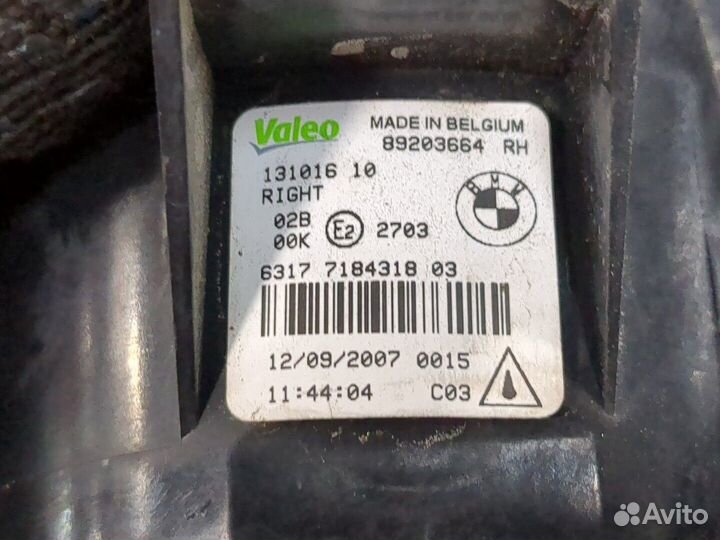 Valeo MADE IN BELGIUM
89203664 RH
131016 10
RIGHT
BMW
02B
00K E2 2703
6317 7184318 03
12/09/2007 0015
11:44:04 C03
Avito